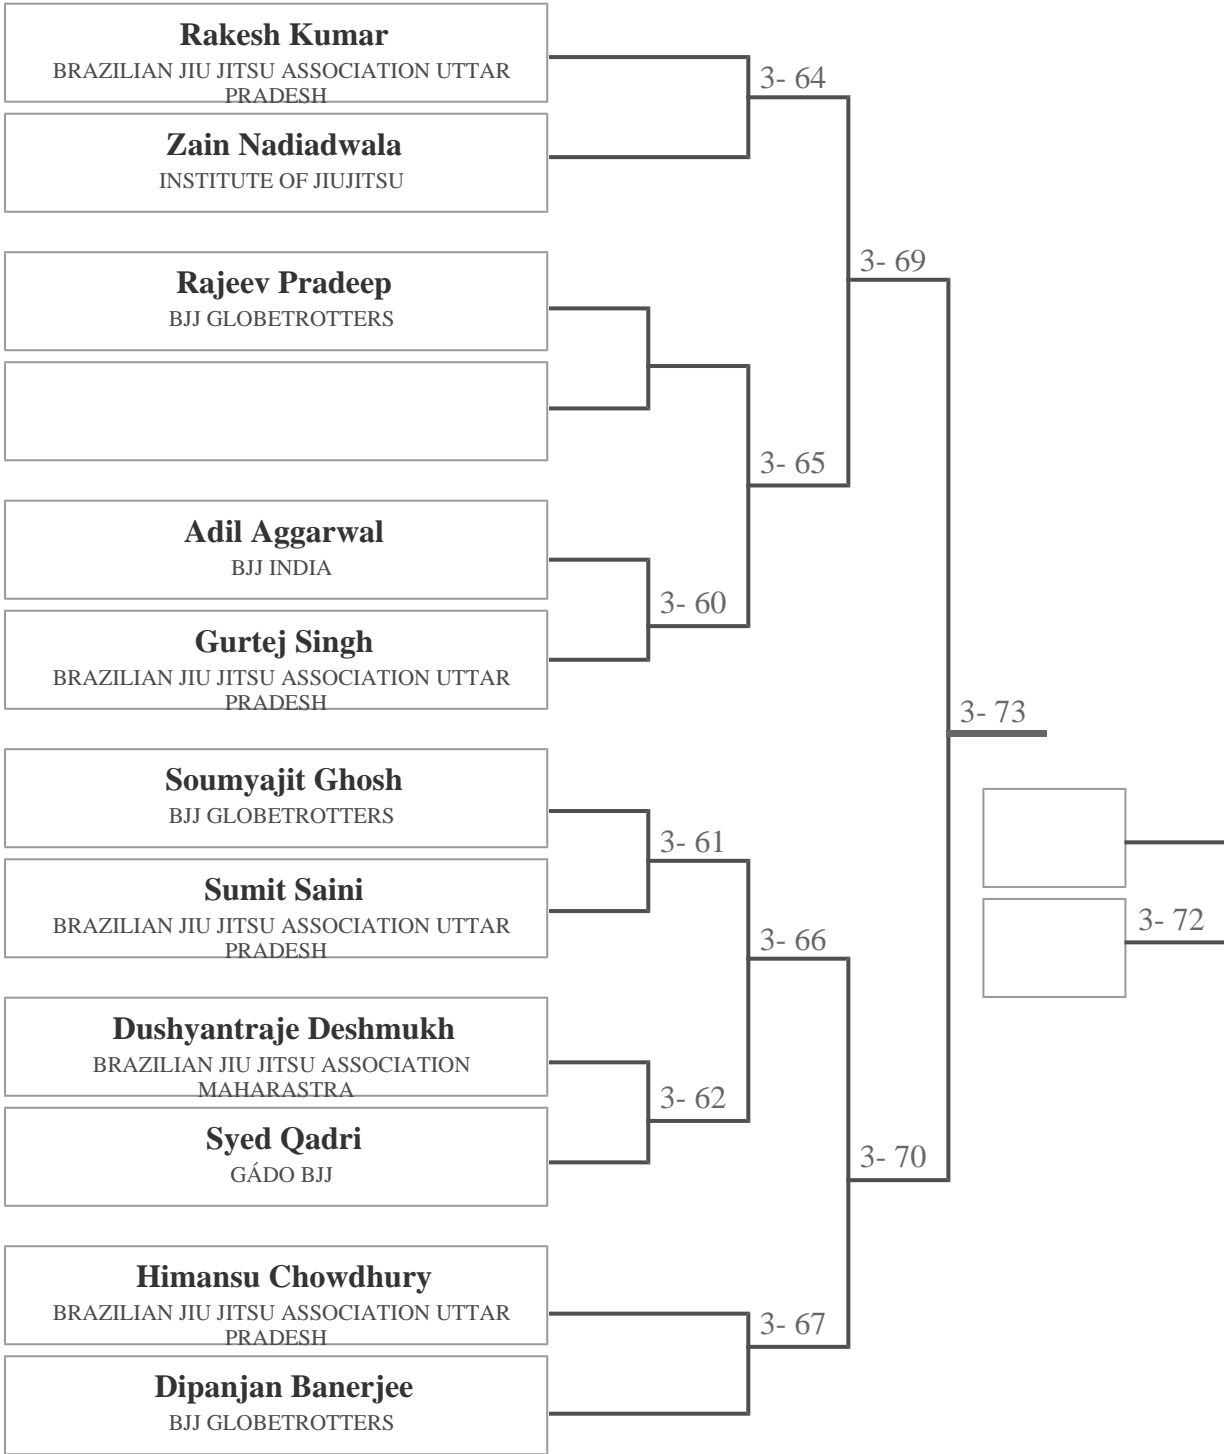 Rakesh Kumar
BRAZILIAN JIU JITSU ASSOCIATION UTTAR
PRADESH
3- 64
Zain Nadiadwala
INSTITUTE OF JIUJITSU
3- 69
Rajeev Pradeep
BJJ GLOBETROTTERS
3- 65
Adil Aggarwal
BJJ INDIA
3- 60
Gurtej Singh
BRAZILIAN JIU JITSU ASSOCIATION UTTAR
PRADESH
3- 73
Soumyajit Ghosh
BJJ GLOBETROTTERS
3- 61
Sumit Saini
BRAZILIAN JIU JITSU ASSOCIATION UTTAR
PRADESH
3- 72
3- 66
Dushyantraje Deshmukh
BRAZILIAN JIU JITSU ASSOCIATION
MAHARASTRA
3- 62
Syed Qadri
GÁDO BJJ
3- 70
Himansu Chowdhury
BRAZILIAN JIU JITSU ASSOCIATION UTTAR
PRADESH
3- 67
Dipanjan Banerjee
BJJ GLOBETROTTERS